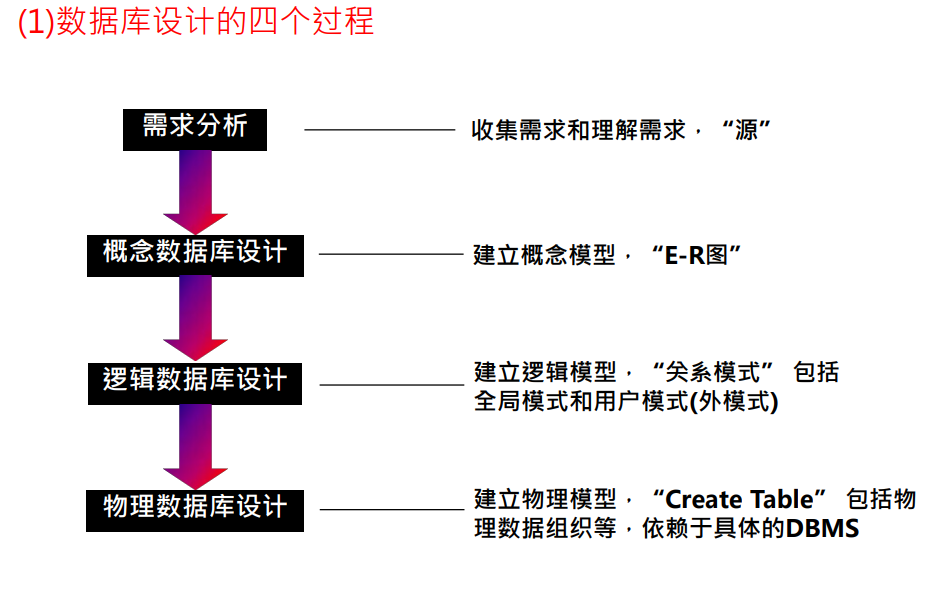 (1)数据库设计的四个过程
需求分析
收集需求和理解需求，“源”
概念数据库设计
建立概念模型，“E-R图”
逻辑数据库设计
建立逻辑模型，“关系模式” 包括
全局模式和用户模式(外模式)
物理数据库设计
建立物理模型，“Create Table” 包括物
理数据组织等，依赖于具体的DBMS